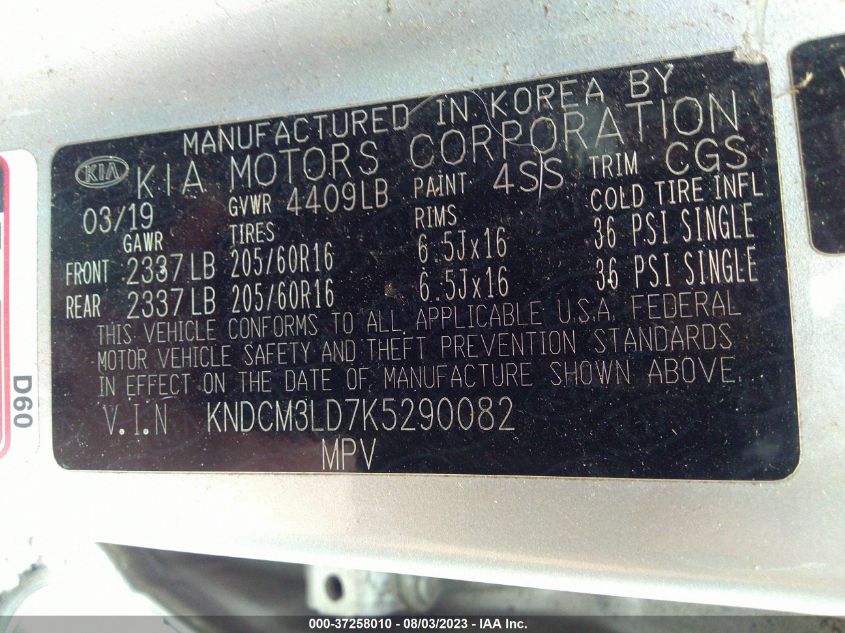 MANUFACTURED IN KOREA BY
KIA KIA MOTORS CORPORATION
03/19 GVWR 4409LB PAINT 4SS TRIM CGS
GAWR TIRES RIMS COLD TIRE INFL
FRONT 2337LB 205/60R16 6.5Jx16 36 PSI SINGLE
REAR 2337LB 205/60R16 6.5Jx16 36 PSI SINGLE
THIS VEHICLE CONFORMS TO ALL APPLICABLE U.S.A. FEDERAL
MOTOR VEHICLE SAFETY AND THEFT PREVENTION STANDARDS
IN EFFECT ON THE DATE OF MANUFACTURE SHOWN ABOVE.
V.I.N KNDCM3LD7K5290082
MPV
D60
000-37258010 - 08/03/2023 - IAA Inc.